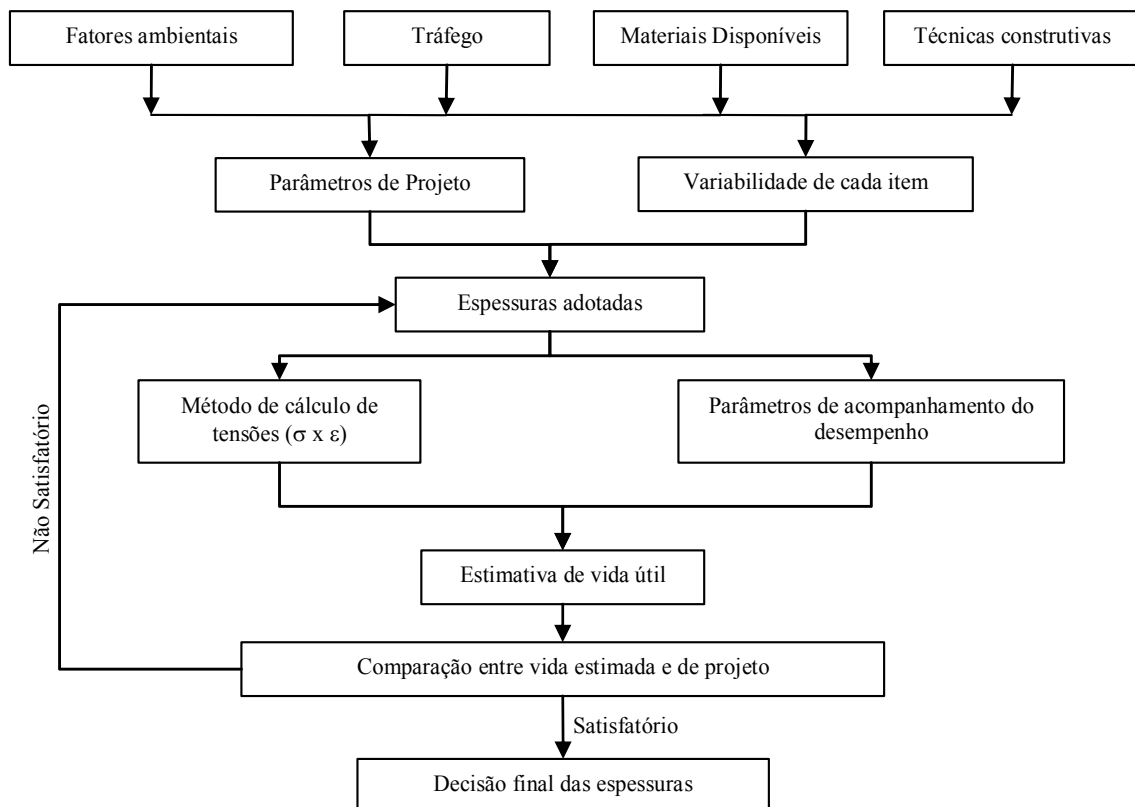 Fatores ambientais
Tráfego
Materiais Disponíveis
Técnicas construtivas
Parâmetros de Projeto
Variabilidade de cada item
Espessuras adotadas
Método de cálculo de
tensões (σ x ε)
Parâmetros de acompanhamento do
desempenho
Não Satisfatório
Estimativa de vida útil
Comparação entre vida estimada e de projeto
Satisfatório
Decisão final das espessuras